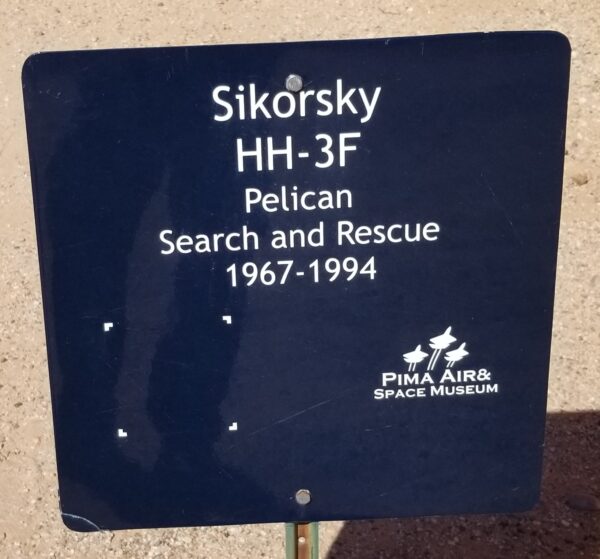 Sikorsky
HH-3F
Pelican
Search and Rescue
1967-1994
PIMA AIR&
SPACE MUSEUM